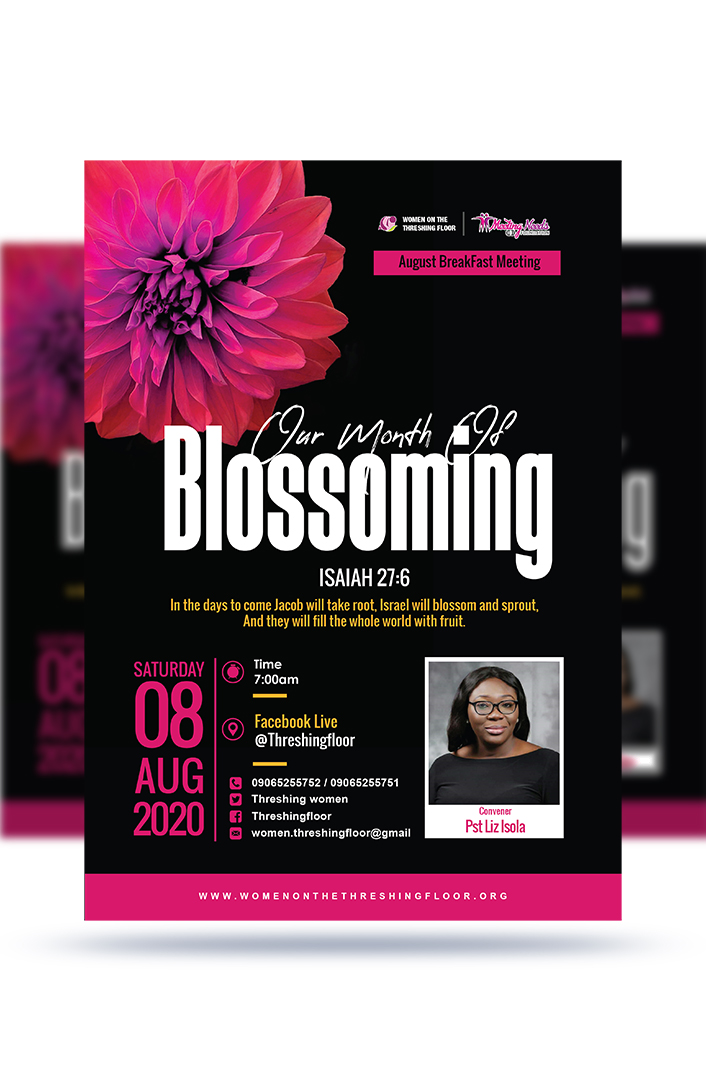 WOMEN ON THE
THRESHING FLOOR
Meeting Needs
FOUNDATION
August BreakFast Meeting
Our Month Of
Blossoming
ISAIAH 27:6
In the days to come Jacob will take root, Israel will blossom and sprout,
And they will fill the whole world with fruit.
SATURDAY
08
AUG
2020
Time
7:00am
Facebook Live
@Threshingfloor
09065255752 / 09065255751
Threshing women
Threshingfloor
women.threshingfloor@gmail
Convener
Pst Liz Isola
WWW.WOMENONTHETHRESHINGFLOOR.ORG